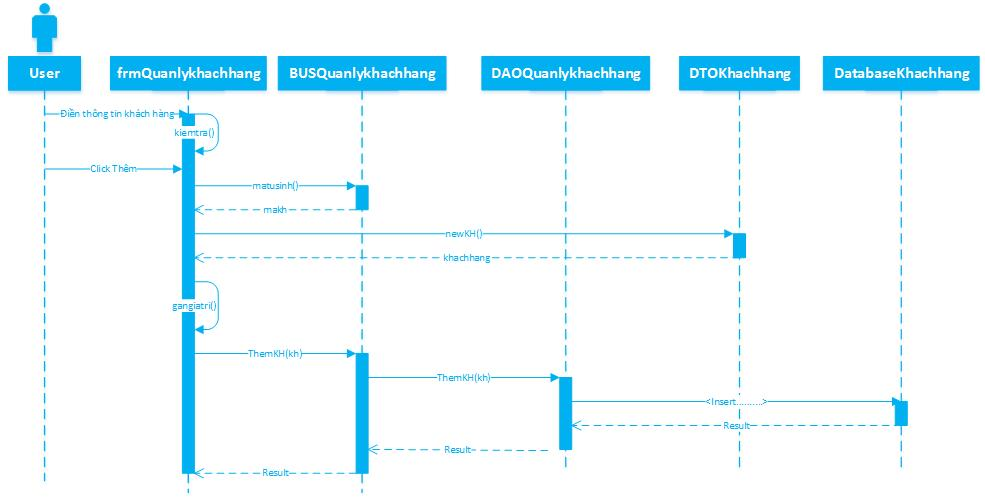 User
frmQuanlykhachhang
BUSQuanlykhachhang
DAOQuanlykhachhang
DTOKhachhang
DatabaseKhachhang
Điền thông tin khách hàng
kiemtra()
Click Thêm
matusinh()
makh
newKH()
khachhang
gangiatri()
ThemKH(kh)
ThemKH(kh)
<Insert..........>
Result
Result
Result